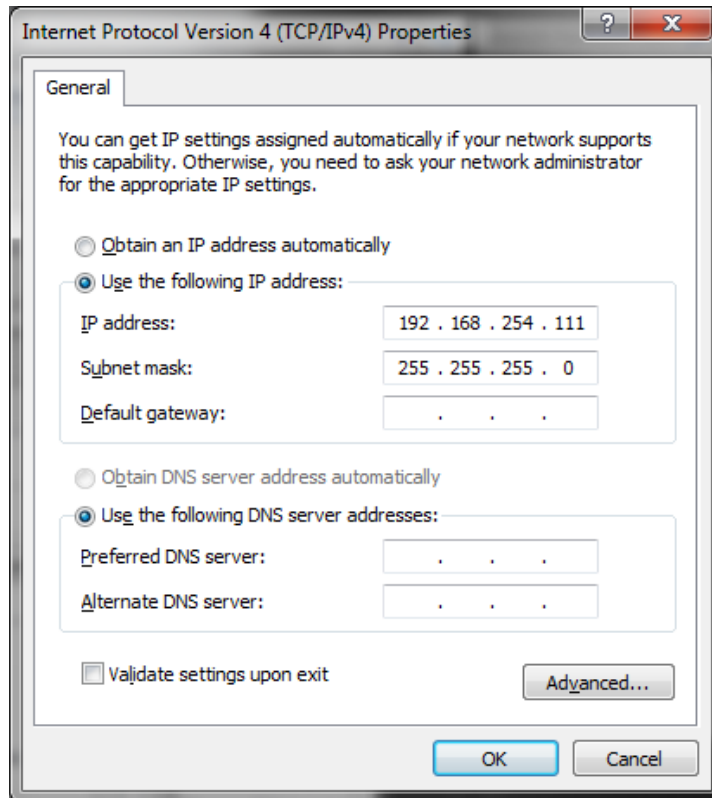 Internet Protocol Version 4 (TCP/IPv4) Properties
?
X
General
You can get IP settings assigned automatically if your network supports
this capability. Otherwise, you need to ask your network administrator
for the appropriate IP settings.
Obtain an IP address automatically
Use the following IP address:
IP address: 192 . 168 . 254 . 111
Subnet mask: 255 . 255 . 255 . 0
Default gateway: . . .
Obtain DNS server address automatically
Use the following DNS server addresses:
Preferred DNS server: . . .
Alternate DNS server: . . .
Validate settings upon exit
Advanced...
OK Cancel